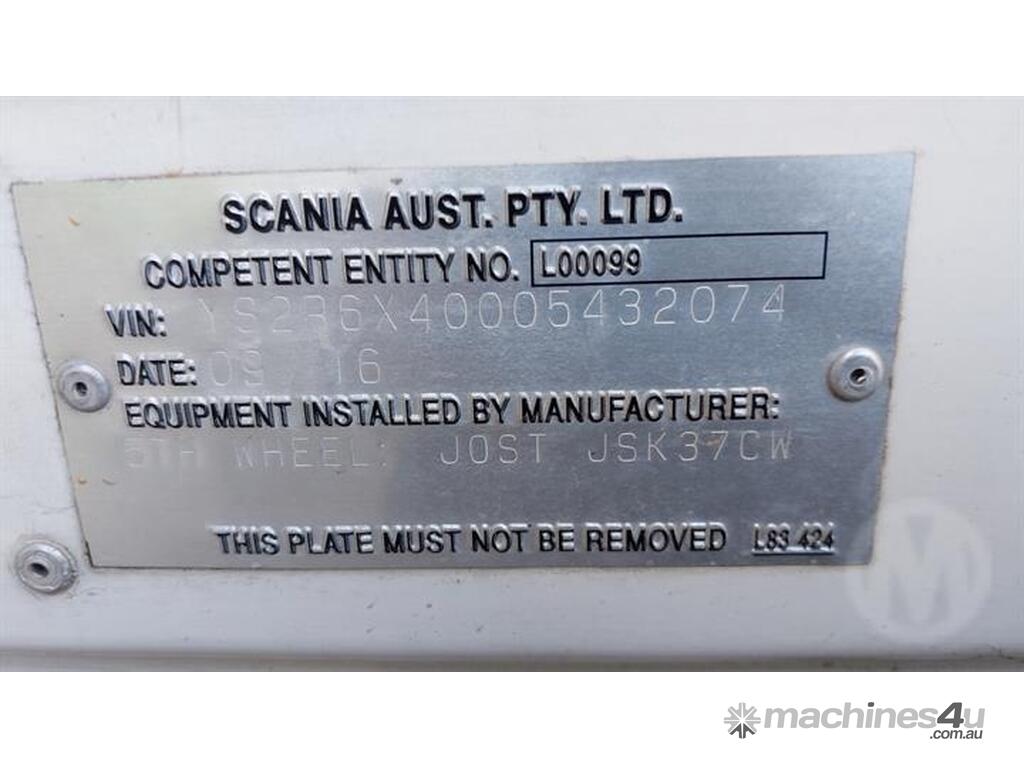 SCANIA AUST. PTY. LTD.
COMPETENT ENTITY NO. L00099
VIN: YS2R6X40005432074
DATE: 09 16
EQUIPMENT INSTALLED BY MANUFACTURER:
5TH WHEEL: JOST JSK37CW
THIS PLATE MUST NOT BE REMOVED L83 424
M
machines4u
.com.au